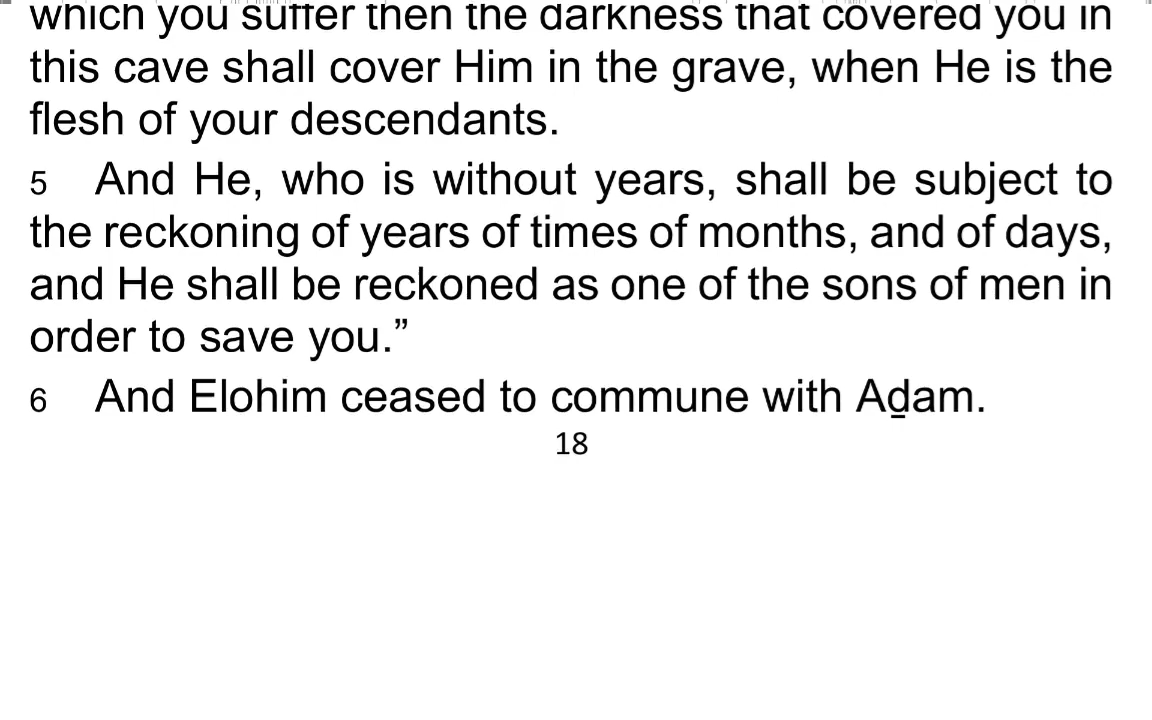 which you suffer then the darkness that covered you in
this cave shall cover Him in the grave, when He is the
flesh of your descendants.
5 And He, who is without years, shall be subject to
the reckoning of years of times of months, and of days,
and He shall be reckoned as one of the sons of men in
order to save you.”
6 And Elohim ceased to commune with Aḏam.
18